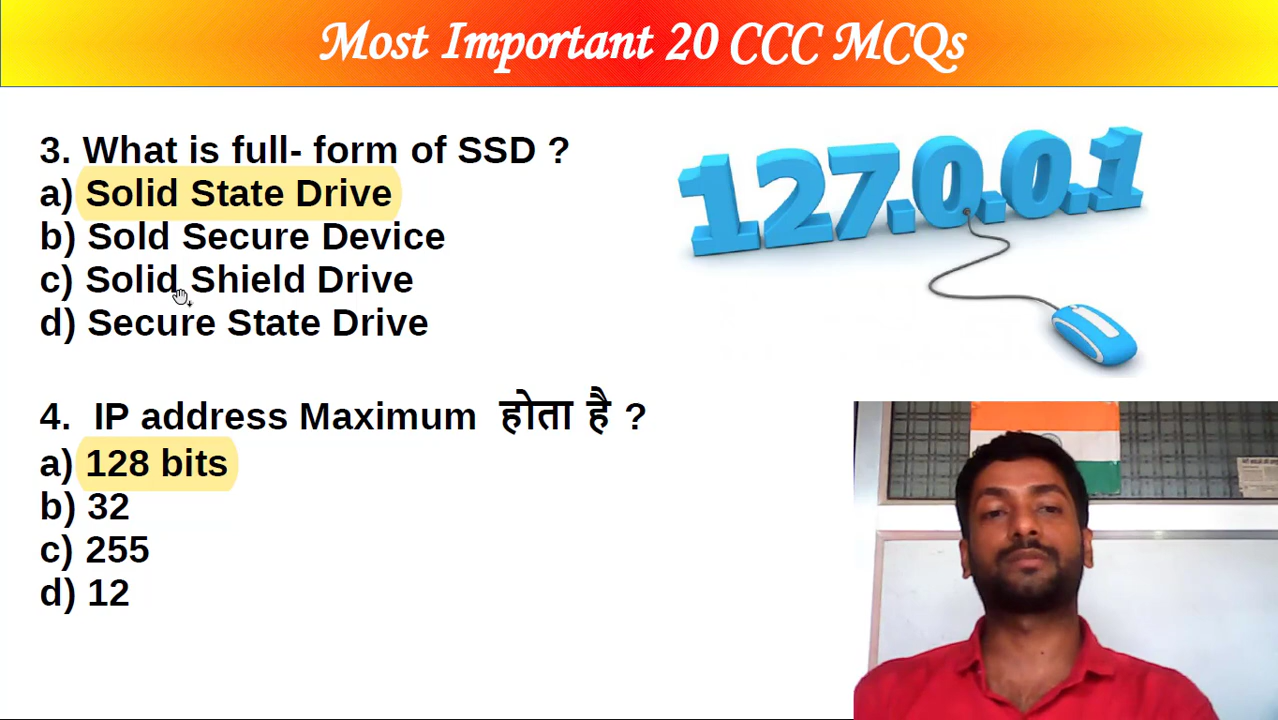 Most Important 20 CCC MCQs
3. What is full- form of SSD ?
a) Solid State Drive
b) Sold Secure Device
c) Solid Shield Drive
d) Secure State Drive
4. IP address Maximum होता है ?
a) 128 bits
b) 32
c) 255
d) 12
127.0.0.1